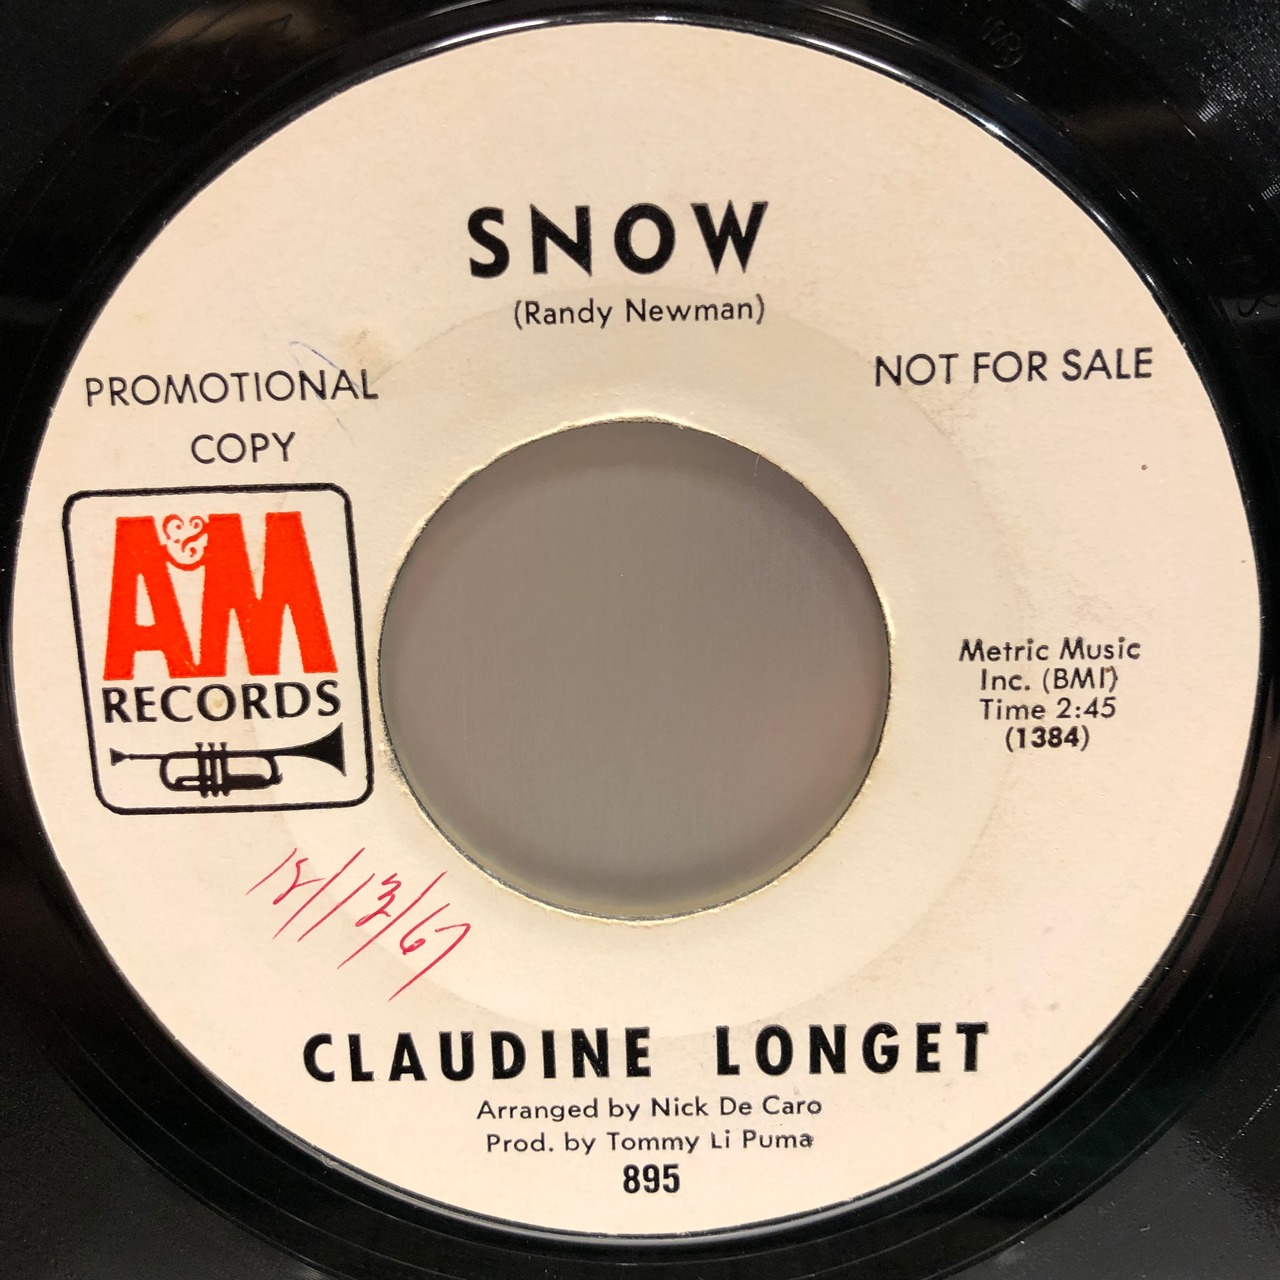 SNOW
(Randy Newman)
PROMOTIONAL
COPY
NOT FOR SALE
A&M
RECORDS
Metric Music
Inc. (BMI)
Time 2:45
(1384)
12/13/67
CLAUDINE LONGET
Arranged by Nick De Caro
Prod. by Tommy Li Puma
895